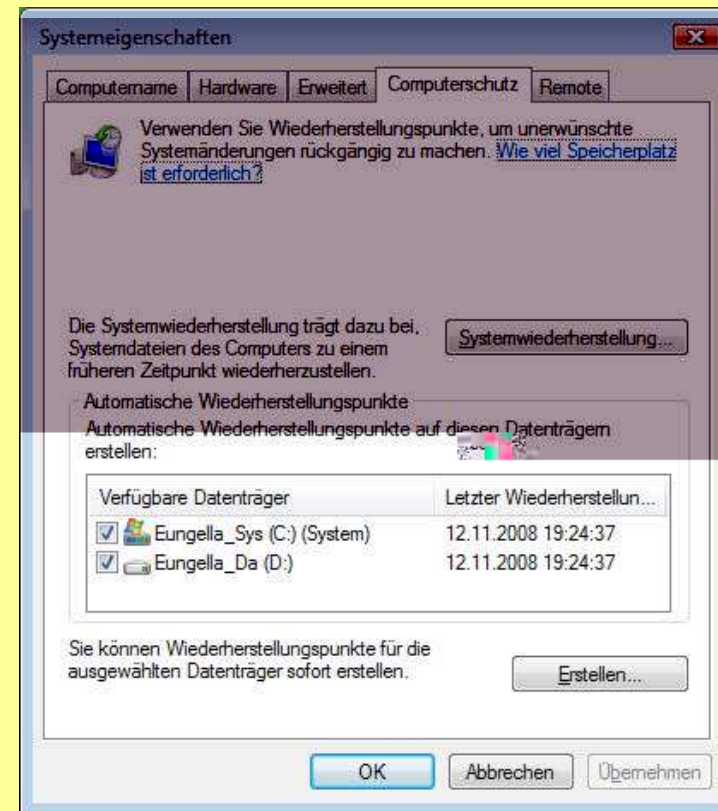 Systemeigenschaften
Computername Hardware Erweitert Computerschutz Remote
Verwenden Sie Wiederherstellungspunkte, um unerwünschte
Systemänderungen rückgängig zu machen. Wie viel Speicherplatz
ist erforderlich?
Die Systemwiederherstellung trägt dazu bei,
Systemdateien des Computers zu einem
früheren Zeitpunkt wiederherzustellen.
Systemwiederherstellung...
Automatische Wiederherstellungspunkte
Automatische Wiederherstellungspunkte auf diesen Datenträgern
erstellen:
Verfügbare Datenträger Letzter Wiederherstellun...
Eungella_Sys (C:) (System) 12.11.2008 19:24:37
Eungella_Da (D:) 12.11.2008 19:24:37
Sie können Wiederherstellungspunkte für die
ausgewählten Datenträger sofort erstellen.
Erstellen...
OK Abbrechen Übernehmen